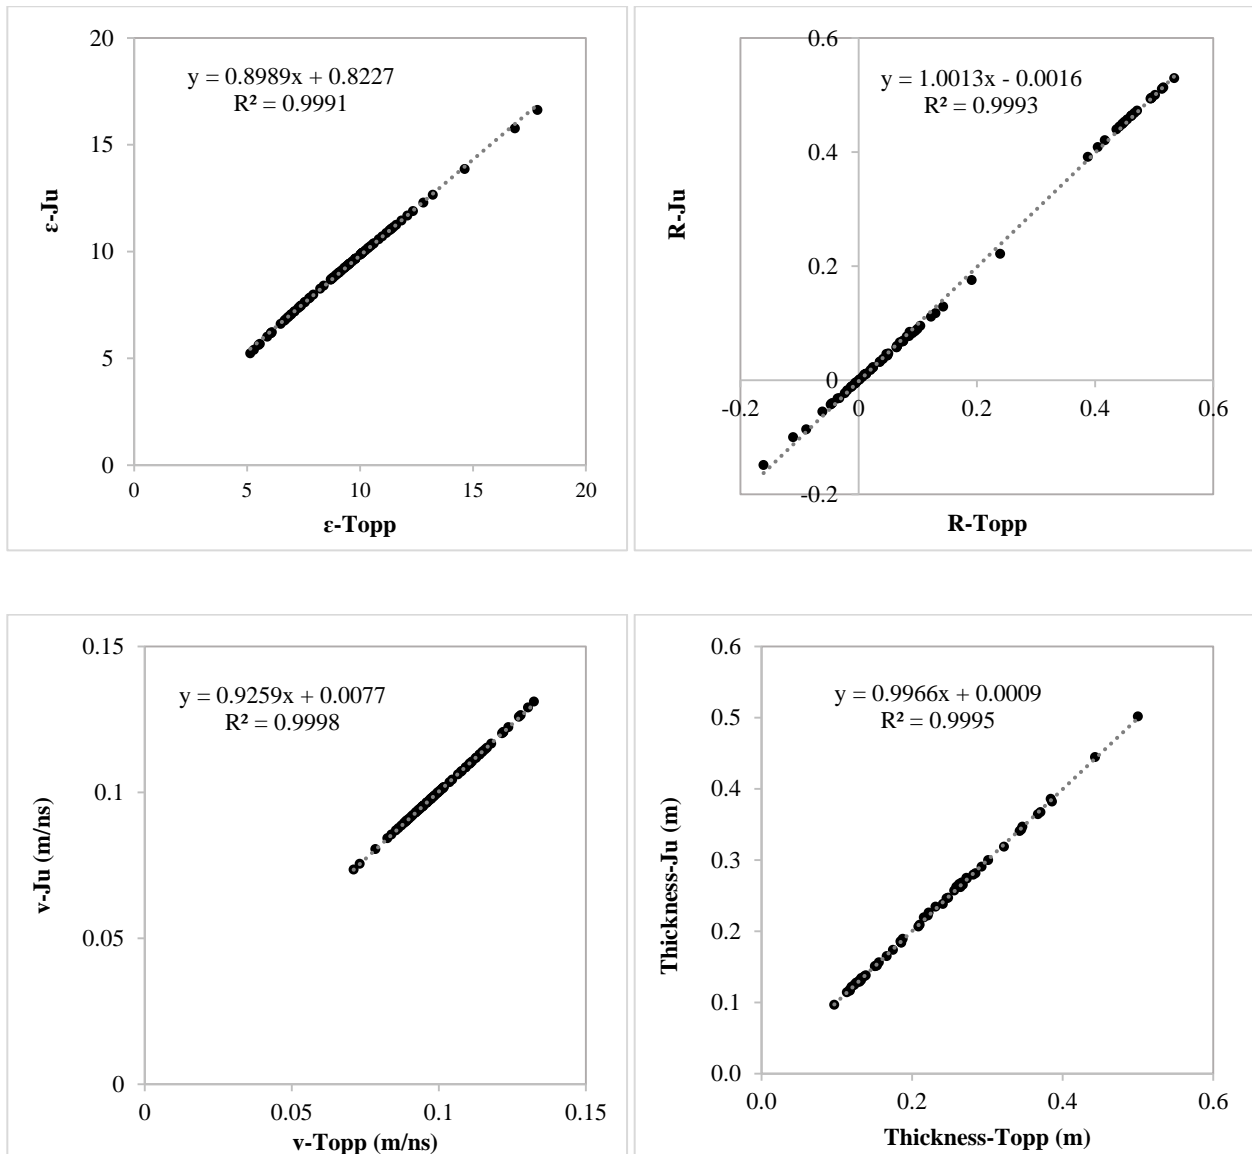 20
15
10
5
0
0
5
10
15
20
ε-Ju
ε-Topp
y = 0.8989x + 0.8227
R² = 0.9991
0.6
0.4
0.2
0
-0.2
-0.2
0
0.2
0.4
0.6
R-Ju
R-Topp
y = 1.0013x - 0.0016
R² = 0.9993
0.15
0.1
0.05
0
0
0.05
0.1
0.15
v-Ju (m/ns)
v-Topp (m/ns)
y = 0.9259x + 0.0077
R² = 0.9998
0.6
0.5
0.4
0.3
0.2
0.1
0.0
0.0
0.2
0.4
0.6
Thickness-Ju (m)
Thickness-Topp (m)
y = 0.9966x + 0.0009
R² = 0.9995